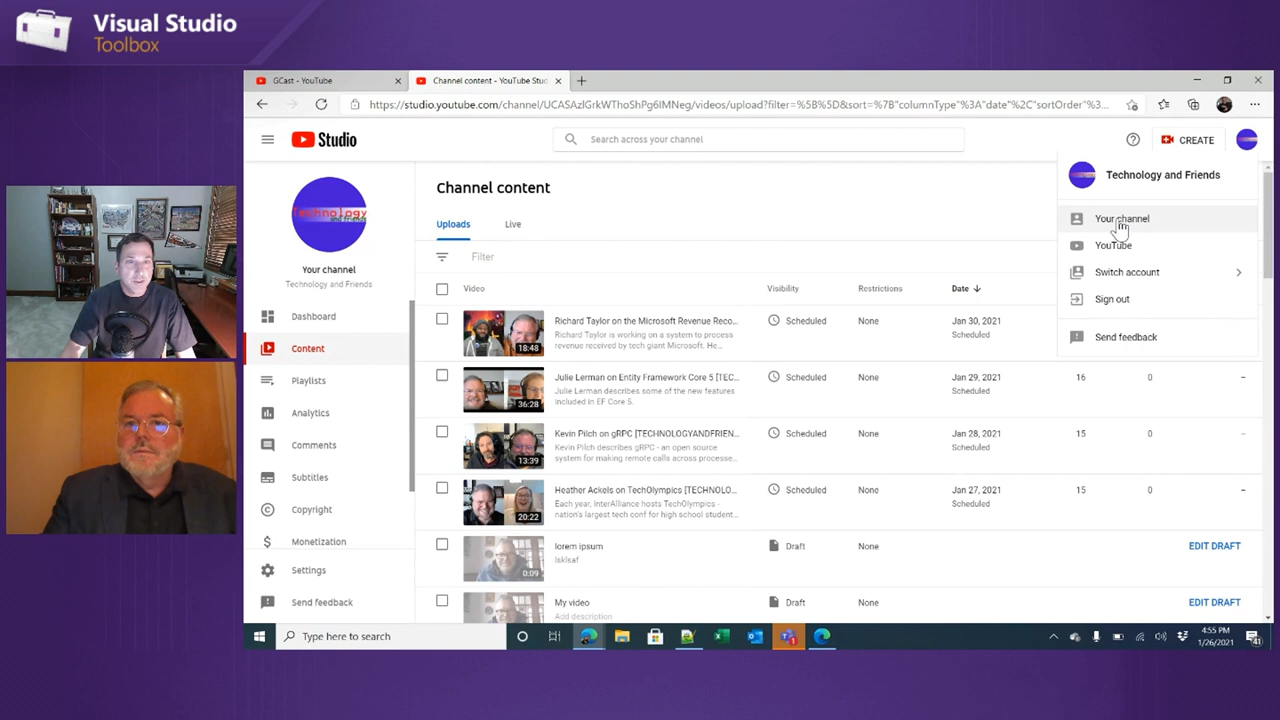 Visual Studio
Toolbox
GCast - YouTube
Channel content - YouTube Stu
https://studio.youtube.com/channel/UCASAzlGrkWThoShPg6IMNeg/videos/upload?filter=%5B%5D&sort=%7B"columnType"%3A"date"%2C"sortOrder"...
Studio
Search across your channel
CREATE
Technology and Friends
Your channel
YouTube
Switch account
Sign out
Send feedback
Technology
and Friends
Your channel
Technology and Friends
Dashboard
Content
Playlists
Analytics
Comments
Subtitles
Copyright
Monetization
Settings
Send feedback
Channel content
Uploads Live
Filter
Video Visibility Restrictions Date
Richard Taylor on the Microsoft Revenue Reco... Scheduled None Jan 30, 2021
Richard Taylor is working on a system to process Scheduled
revenue received by tech giant Microsoft. He...
18:48
Julie Lerman on Entity Framework Core 5 [TEC... Scheduled None Jan 29, 2021 16 0 –
Julie Lerman describes some of the new features Scheduled
included in EF Core 5.
36:28
Kevin Pilch on gRPC [TECHNOLOGYANDFRIEN... Scheduled None Jan 28, 2021 15 0 –
Kevin Pilch describes gRPC - an open source Scheduled
system for making remote calls across processe...
13:39
Heather Ackels on TechOlympics [TECHNOLO... Scheduled None Jan 27, 2021 15 0 –
Each year, InterAlliance hosts TechOlympics - Scheduled
nation's largest tech conf for high school student...
20:22
lorem ipsum Draft None EDIT DRAFT
lsklsaf
0:09
My video Draft None EDIT DRAFT
Add description
Type here to search
4:55 PM
1/26/2021
41